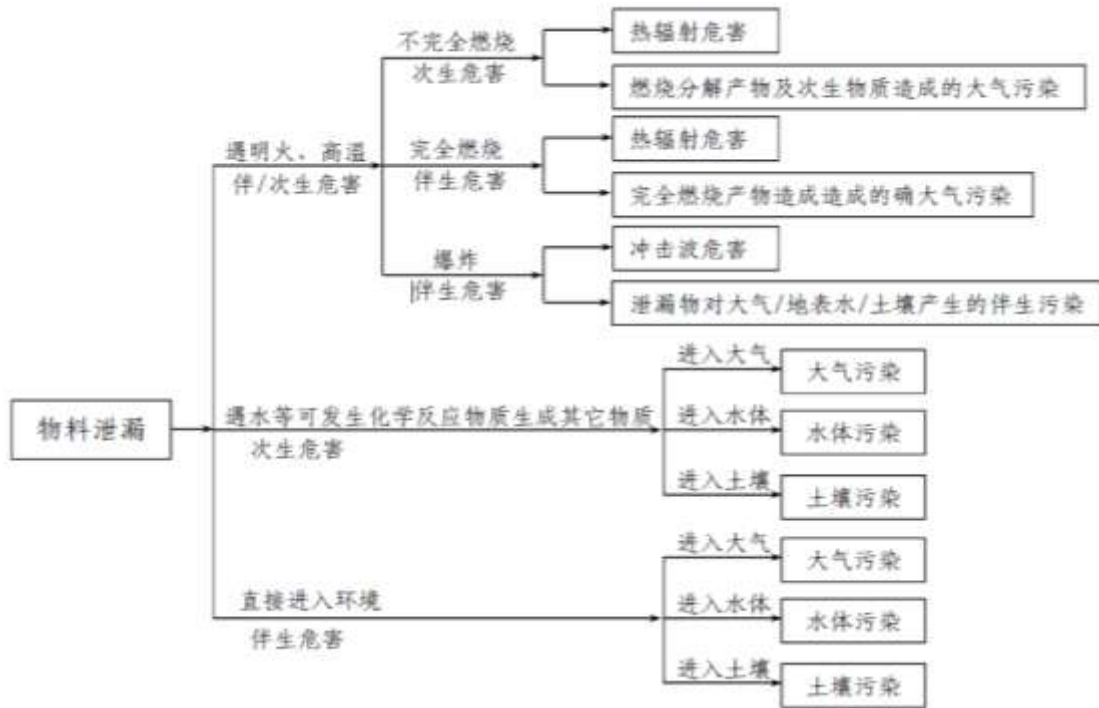 不完全燃烧
次生危害
热辐射危害
燃烧分解产物及次生物质造成的大气污染
遇明火、高温
伴/次生危害
完全燃烧
伴生危害
热辐射危害
完全燃烧产物造成造成的确大气污染
爆炸
伴生危害
冲击波危害
泄漏物对大气/地表水/土壤产生的伴生污染
物料泄漏
遇水等可发生化学反应物质生成其它物质
次生危害
进入大气
大气污染
进入水体
水体污染
进入土壤
土壤污染
直接进入环境
伴生危害
进入大气
大气污染
进入水体
水体污染
进入土壤
土壤污染